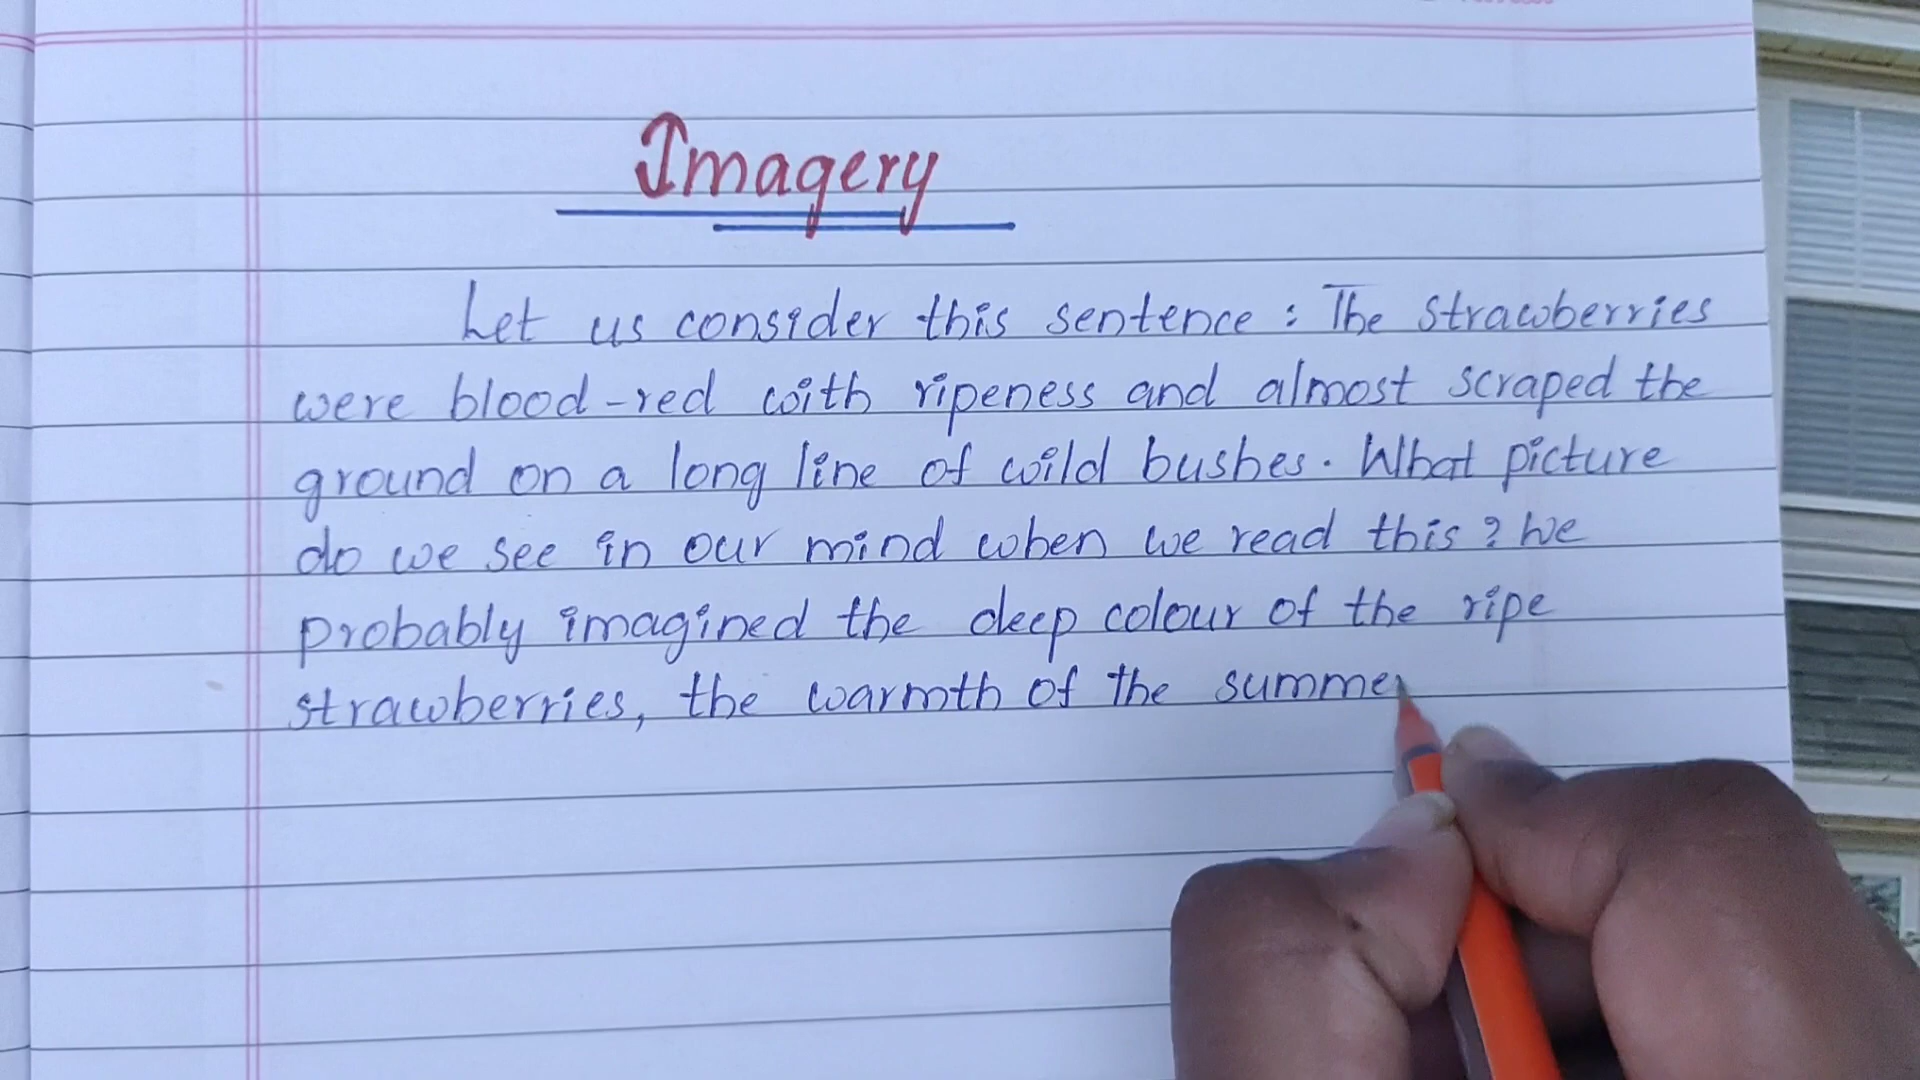 Imagery
Let us consider this sentence : The strawberries
were blood-red with ripeness and almost scraped the
ground on a long line of wild bushes. What picture
do we see in our mind when we read this? We
probably imagined the deep colour of the ripe
strawberries, the warmth of the summer